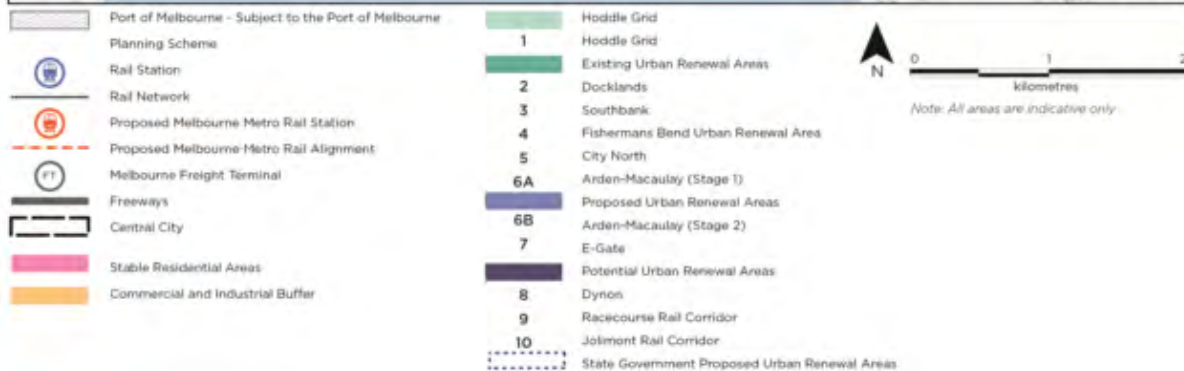 Port of Melbourne - Subject to the Port of Melbourne
Planning Scheme
Rail Station
Rail Network
Proposed Melbourne Metro Rail Station
Proposed Melbourne Metro Rail Alignment
FT Melbourne Freight Terminal
Freeways
Central City
Stable Residential Areas
Commercial and Industrial Buffer
Hoddle Grid
1 Hoddle Grid
Existing Urban Renewal Areas
2 Docklands
3 Southbank
4 Fishermans Bend Urban Renewal Area
5 City North
6A Arden-Macaulay (Stage 1)
Proposed Urban Renewal Areas
6B Arden-Macaulay (Stage 2)
7 E-Gate
Potential Urban Renewal Areas
8 Dynon
9 Racecourse Rail Corridor
10 Jolimont Rail Corridor
State Government Proposed Urban Renewal Areas
N
0 1 2
kilometres
Note: All areas are indicative only